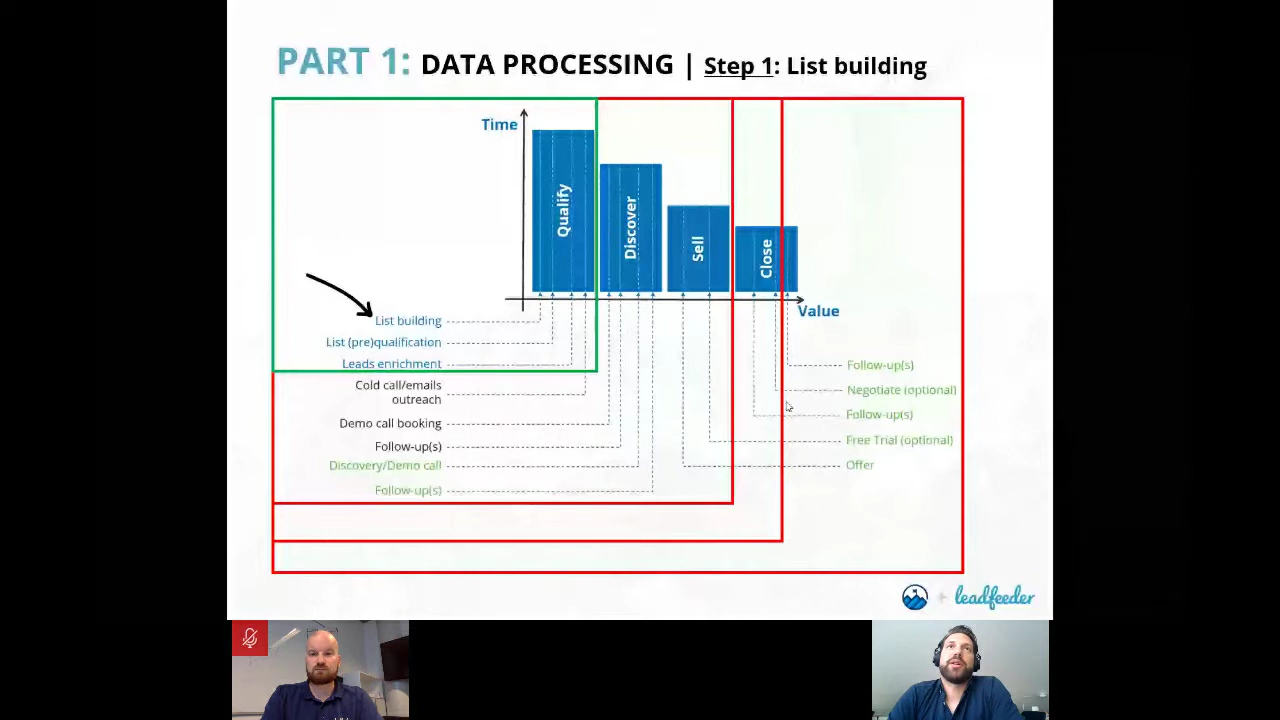 PART 1: DATA PROCESSING | Step 1: List building
Time
Qualify
Discover
Sell
Close
Value
List building
List (pre)qualification
Leads enrichment
Cold call/emails
outreach
Demo call booking
Follow-up(s)
Discovery/Demo call
Follow-up(s)
Follow-up(s)
Negotiate (optional)
Follow-up(s)
Free Trial (optional)
Offer
+ leadfeeder